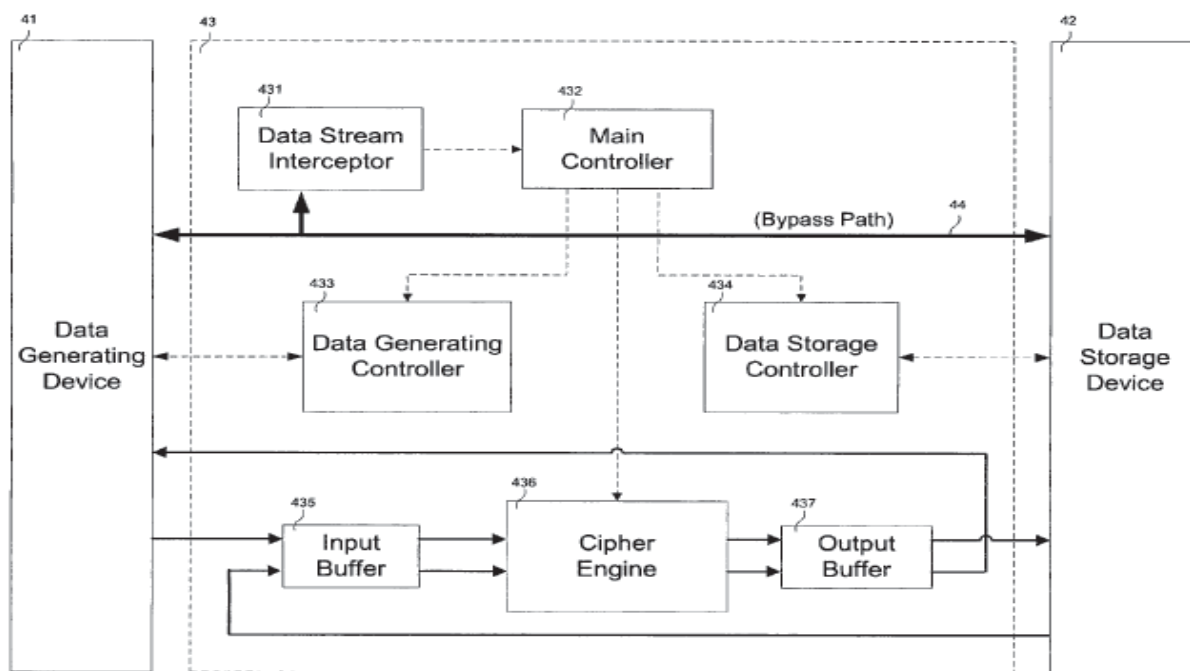 41
43
42
431
Data Stream
Interceptor
432
Main
Controller
(Bypass Path)
44
433
Data Generating
Controller
434
Data Storage
Controller
Data
Generating
Device
Data
Storage
Device
435
Input
Buffer
436
Cipher
Engine
437
Output
Buffer